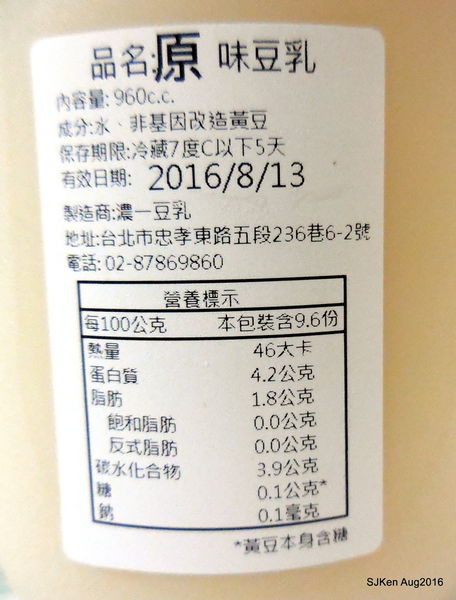 品名:原 味豆乳
內容量: 960c.c.
成分:水、非基因改造黃豆
保存期限:冷藏7度C以下5天
有效日期: 2016/8/13
製造商:濃一豆乳
地址:台北市忠孝東路五段236巷6-2號
電話: 02-87869860
營養標示
每100公克 本包裝含9.6份
熱量 46大卡
蛋白質 4.2公克
脂肪 1.8公克
飽和脂肪 0.0公克
反式脂肪 0.0公克
碳水化合物 3.9公克
糖 0.1公克*
鈉 0.1毫克
*黃豆本身含糖
SJKen Aug2016